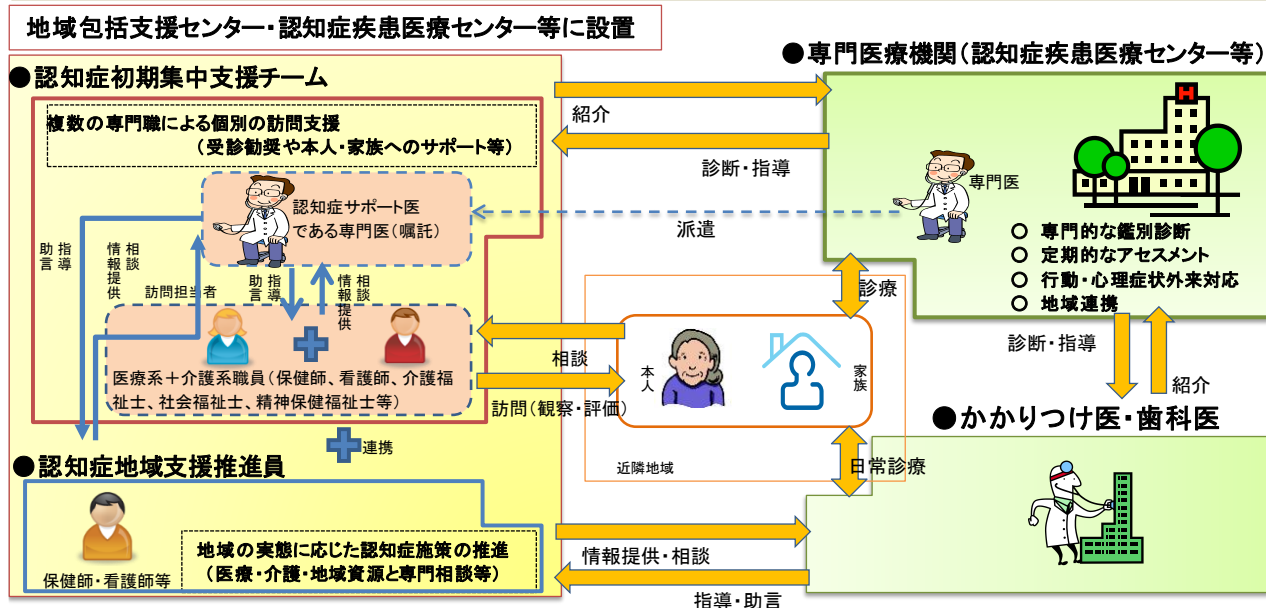 地域包括支援センター・認知症疾患医療センター等に設置
●認知症初期集中支援チーム
複数の専門職による個別の訪問支援
(受診勧奨や本人・家族へのサポート等)
認知症サポート医
である専門医(嘱託)
指導
助言
相談
情報提供
訪問担当者
指導
助言
相談
情報提供
医療系+介護系職員(保健師、看護師、介護福
祉士、社会福祉士、精神保健福祉士等)
連携
●認知症地域支援推進員
保健師・看護師等
地域の実態に応じた認知症施策の推進
(医療・介護・地域資源と専門相談等)
紹介
診断・指導
派遣
診療
相談
訪問(観察・評価)
本人
家族
近隣地域
日常診療
情報提供・相談
指導・助言
●専門医療機関(認知症疾患医療センター等)
H
専門医
○ 専門的な鑑別診断
○ 定期的なアセスメント
○ 行動・心理症状外来対応
○ 地域連携
診断・指導
紹介
●かかりつけ医・歯科医